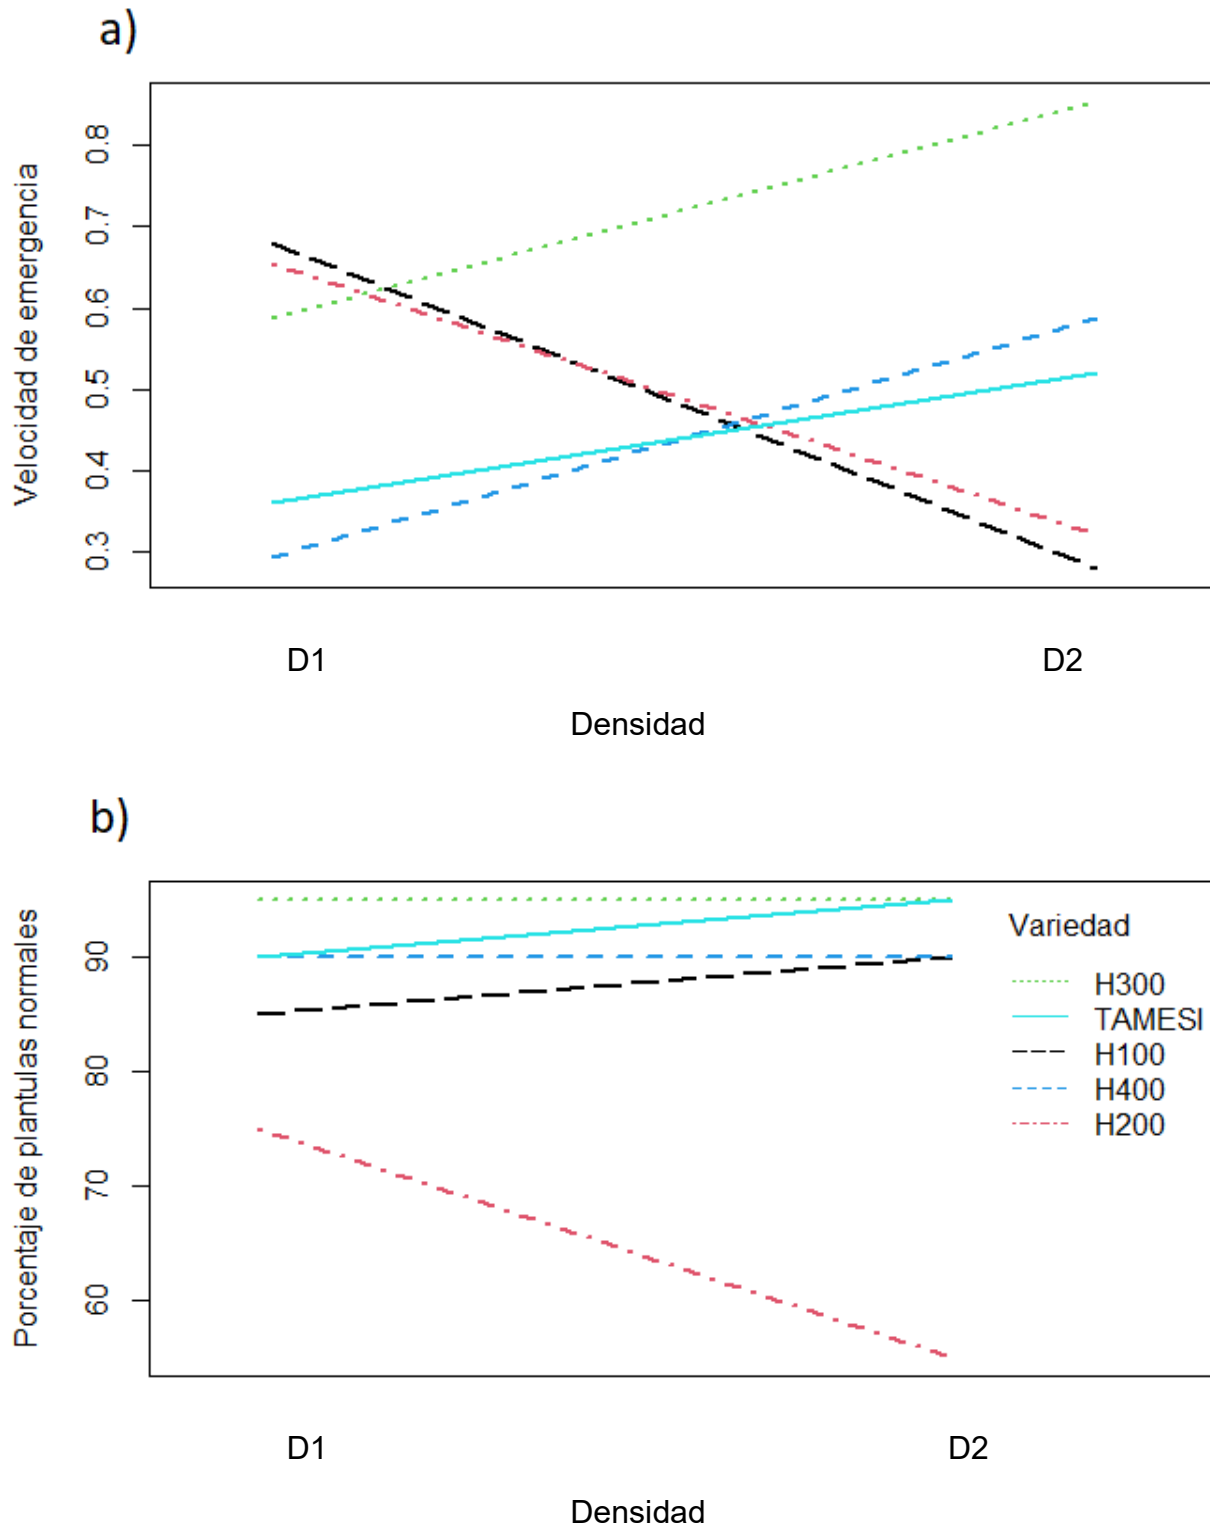 a)
Velocidad de emergencia
0.8
0.7
0.6
0.5
0.4
0.3
D1
D2
Densidad
b)
Porcentaje de plantulas normales
90
80
70
60
Variedad
H300
TAMESI
H100
H400
H200
D1
D2
Densidad